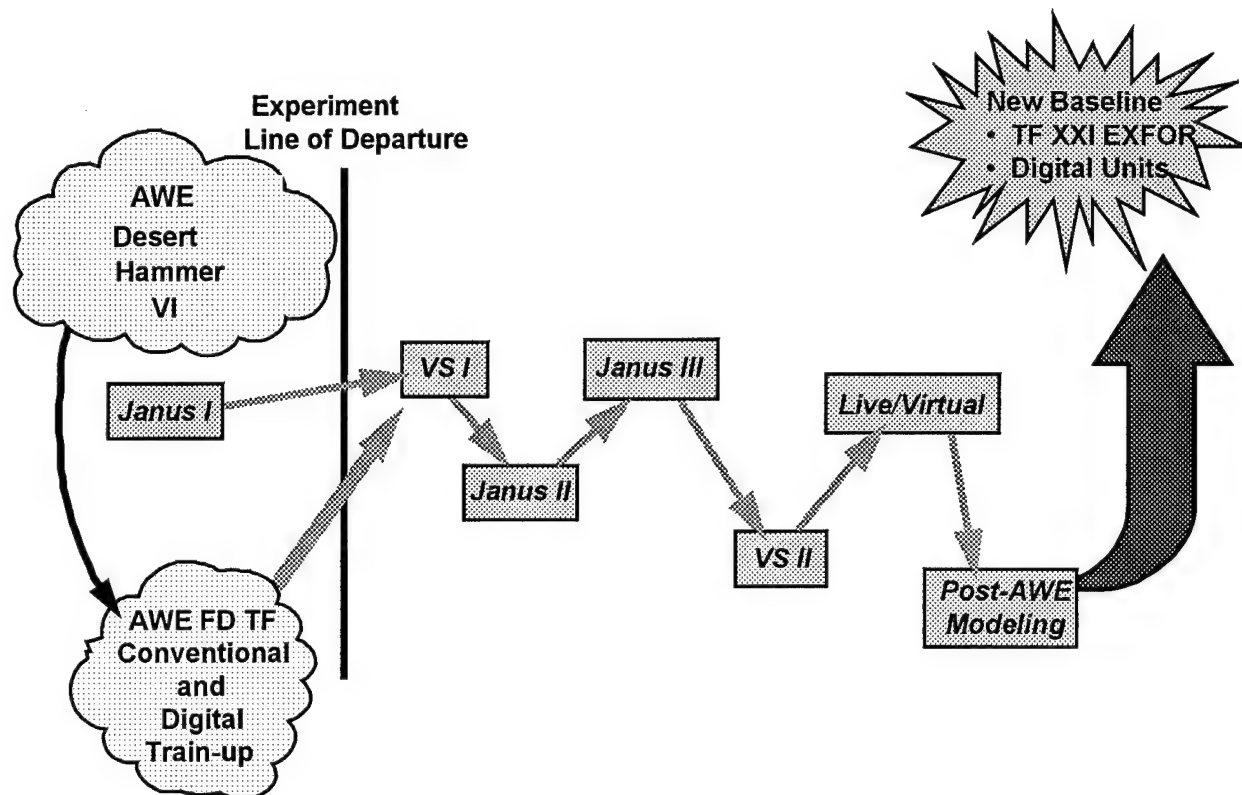 Experiment
Line of Departure
New Baseline
• TF XXI EXFOR
• Digital Units
AWE
Desert
Hammer
VI
Janus I
VS I
Janus II
Janus III
VS II
Live/Virtual
Post-AWE
Modeling
AWE FD TF
Conventional
and
Digital
Train-up